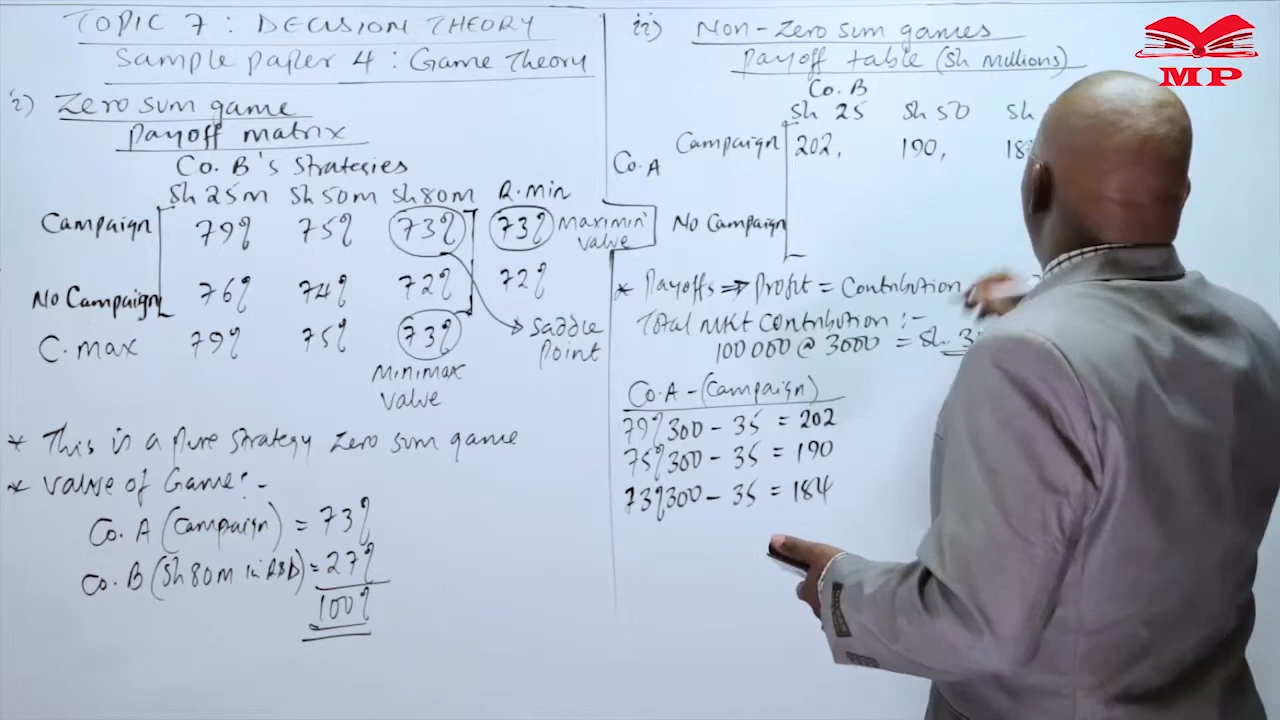 TOPIC 7 : DECISION THEORY
Sample paper 4 : Game Theory
i) Zero sum game
payoff matrix
Co. B's Strategies
Sh 25m Sh 50m Sh 80m R.min
Campaign 79% 75% 73% 73% Maximin value
No Campaign 76% 74% 72% 72%
C. max 79% 75% 73% Saddle point
Minimax value
* This is a pure strategy zero sum game
* Value of Game:-
Co. A (Campaign) = 73%
Co. B (Sh 80m in R&D) = 27%
100%
ii) Non-Zero sum games
Payoff table (Sh Millions)
Co. B
Sh 25 Sh 50 Sh
Co. A Campaign 202, 190, 18
No Campaign
* Payoffs => Profit = Contribution
Total Mkt Contribution :-
100 000 @ 3000 = Sh. 3
Co. A - (Campaign)
79% 300 - 35 = 202
75% 300 - 35 = 190
73% 300 - 35 = 184
MP